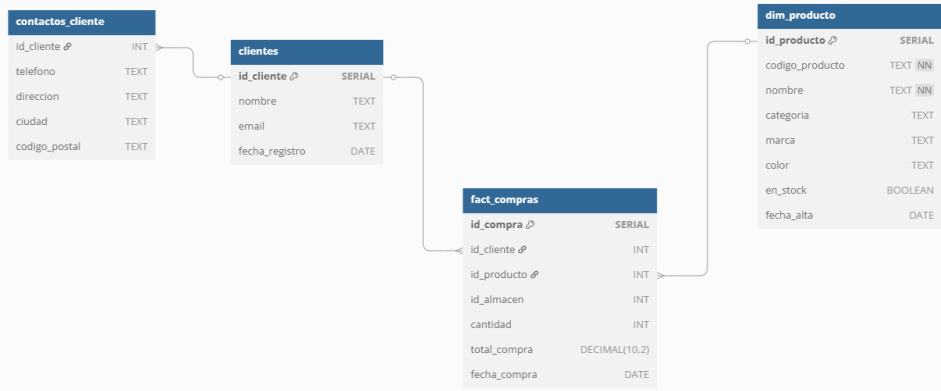 contactos_cliente
id_cliente INT
telefono TEXT
direccion TEXT
ciudad TEXT
codigo_postal TEXT
clientes
id_cliente SERIAL
nombre TEXT
email TEXT
fecha_registro DATE
fact_compras
id_compra SERIAL
id_cliente INT
id_producto INT
id_almacen INT
cantidad INT
total_compra DECIMAL(10,2)
fecha_compra DATE
dim_producto
id_producto SERIAL
codigo_producto TEXT NN
nombre TEXT NN
categoria TEXT
marca TEXT
color TEXT
en_stock BOOLEAN
fecha_alta DATE